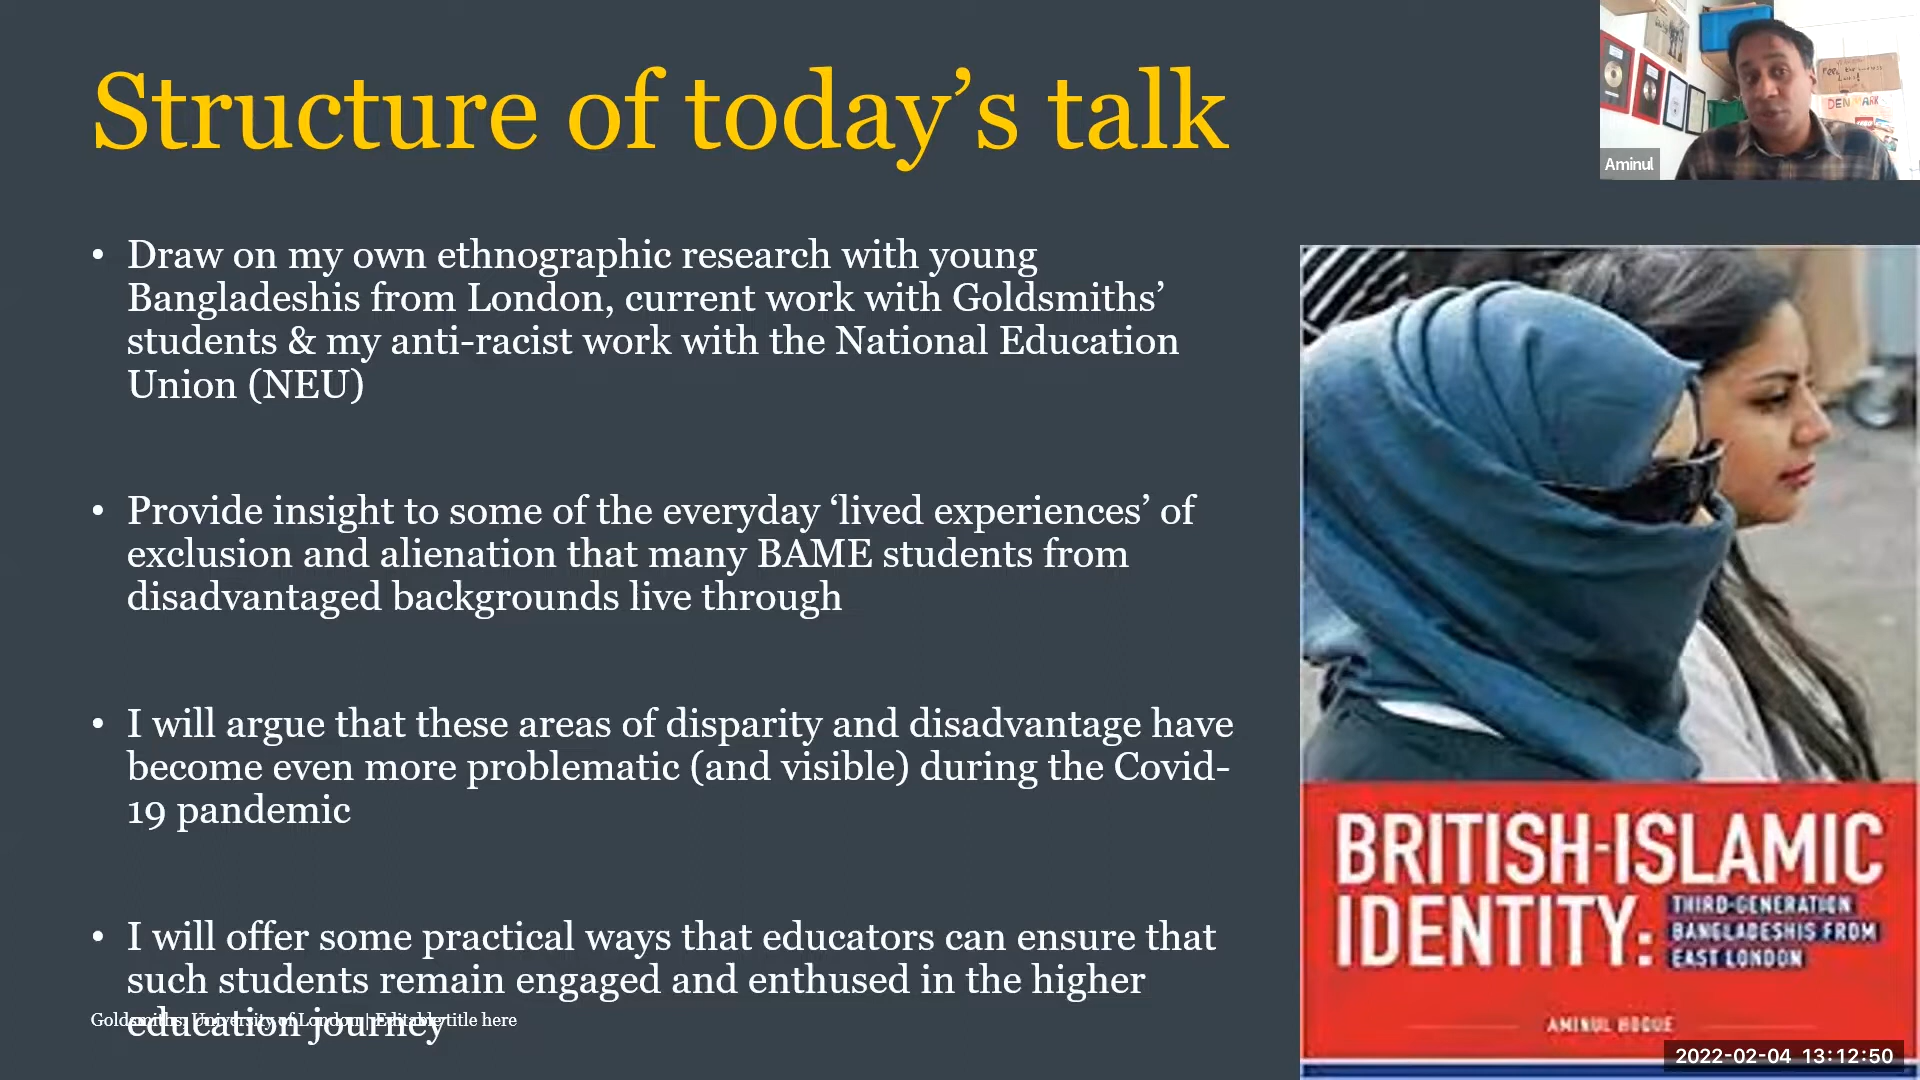 Structure of today’s talk
Aminul
DENMARK
• Draw on my own ethnographic research with young
Bangladeshis from London, current work with Goldsmiths’
students & my anti-racist work with the National Education
Union (NEU)
• Provide insight to some of the everyday ‘lived experiences’ of
exclusion and alienation that many BAME students from
disadvantaged backgrounds live through
• I will argue that these areas of disparity and disadvantage have
become even more problematic (and visible) during the Covid-
19 pandemic
• I will offer some practical ways that educators can ensure that
such students remain engaged and enthused in the higher
education journey
Goldsmiths, University of London | Editable title here
BRITISH-ISLAMIC
IDENTITY:
THIRD-GENERATION
BANGLADESHIS FROM
EAST LONDON
AMINUL HOQUE
2022-02-04 13:12:50